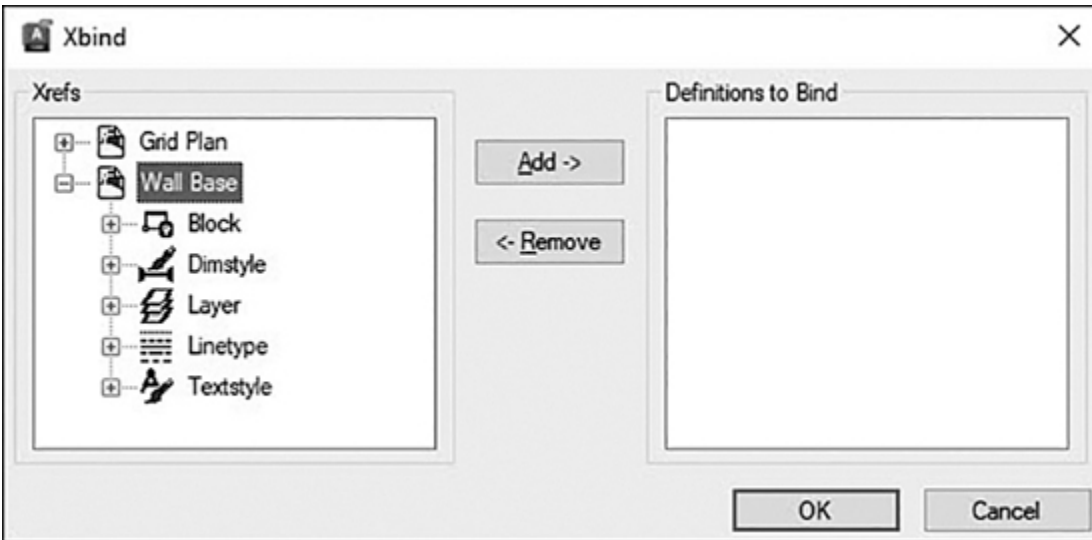 Xbind
Xrefs
Grid Plan
Wall Base
Block
Dimstyle
Layer
Linetype
Textstyle
Add ->
<- Remove
Definitions to Bind
OK
Cancel